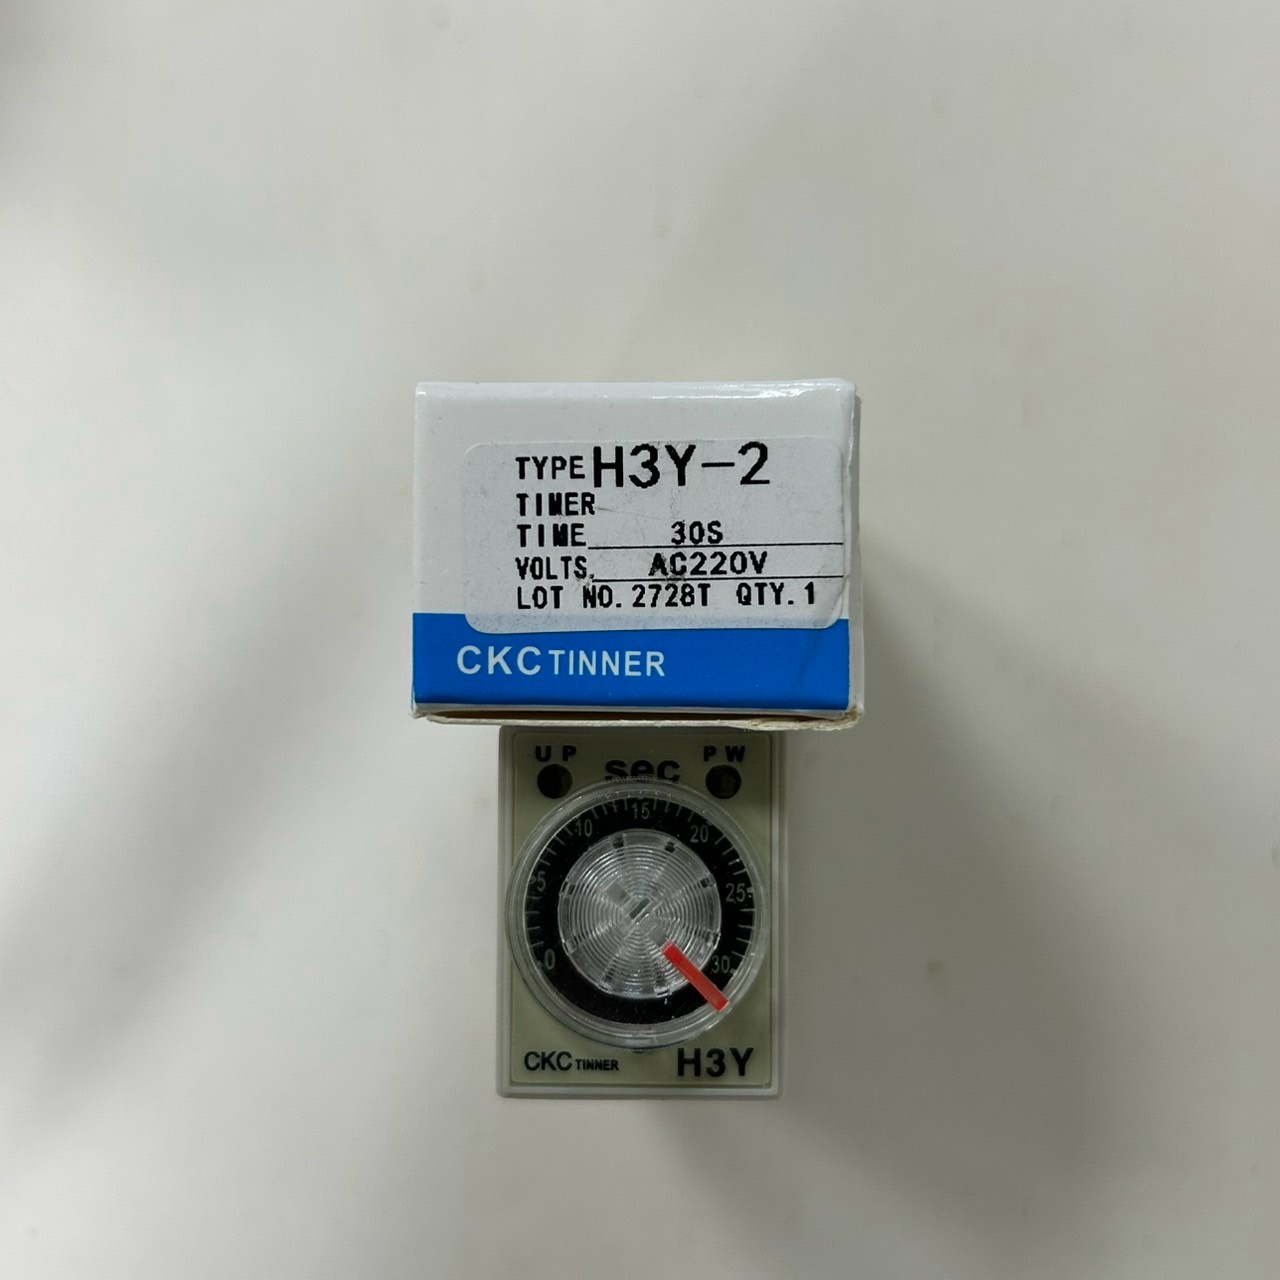 TYPE H3Y-2
TIMER
TIME 30S
VOLTS. AC220V
LOT NO. 2728T QTY. 1
CKC TINNER
UP sec PW
0 5 10 15 20 25 30
CKC TINNER H3Y